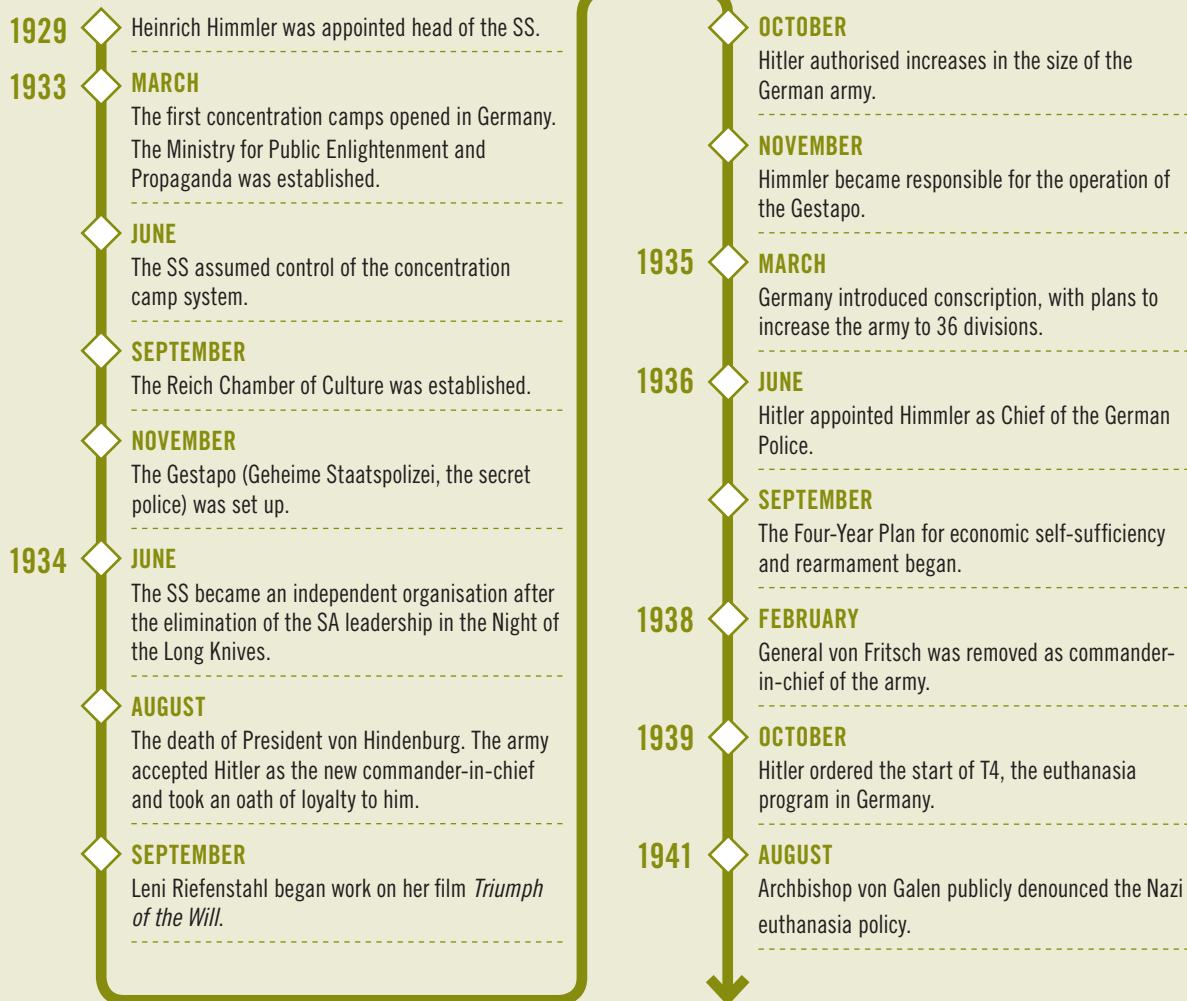 1929
Heinrich Himmler was appointed head of the SS.
1933
MARCH
The first concentration camps opened in Germany.
The Ministry for Public Enlightenment and
Propaganda was established.
JUNE
The SS assumed control of the concentration
camp system.
SEPTEMBER
The Reich Chamber of Culture was established.
NOVEMBER
The Gestapo (Geheime Staatspolizei, the secret
police) was set up.
1934
JUNE
The SS became an independent organisation after
the elimination of the SA leadership in the Night of
the Long Knives.
AUGUST
The death of President von Hindenburg. The army
accepted Hitler as the new commander-in-chief
and took an oath of loyalty to him.
SEPTEMBER
Leni Riefenstahl began work on her film Triumph
of the Will.
OCTOBER
Hitler authorised increases in the size of the
German army.
NOVEMBER
Himmler became responsible for the operation of
the Gestapo.
1935
MARCH
Germany introduced conscription, with plans to
increase the army to 36 divisions.
1936
JUNE
Hitler appointed Himmler as Chief of the German
Police.
SEPTEMBER
The Four-Year Plan for economic self-sufficiency
and rearmament began.
1938
FEBRUARY
General von Fritsch was removed as commander-
in-chief of the army.
1939
OCTOBER
Hitler ordered the start of T4, the euthanasia
program in Germany.
1941
AUGUST
Archbishop von Galen publicly denounced the Nazi
euthanasia policy.